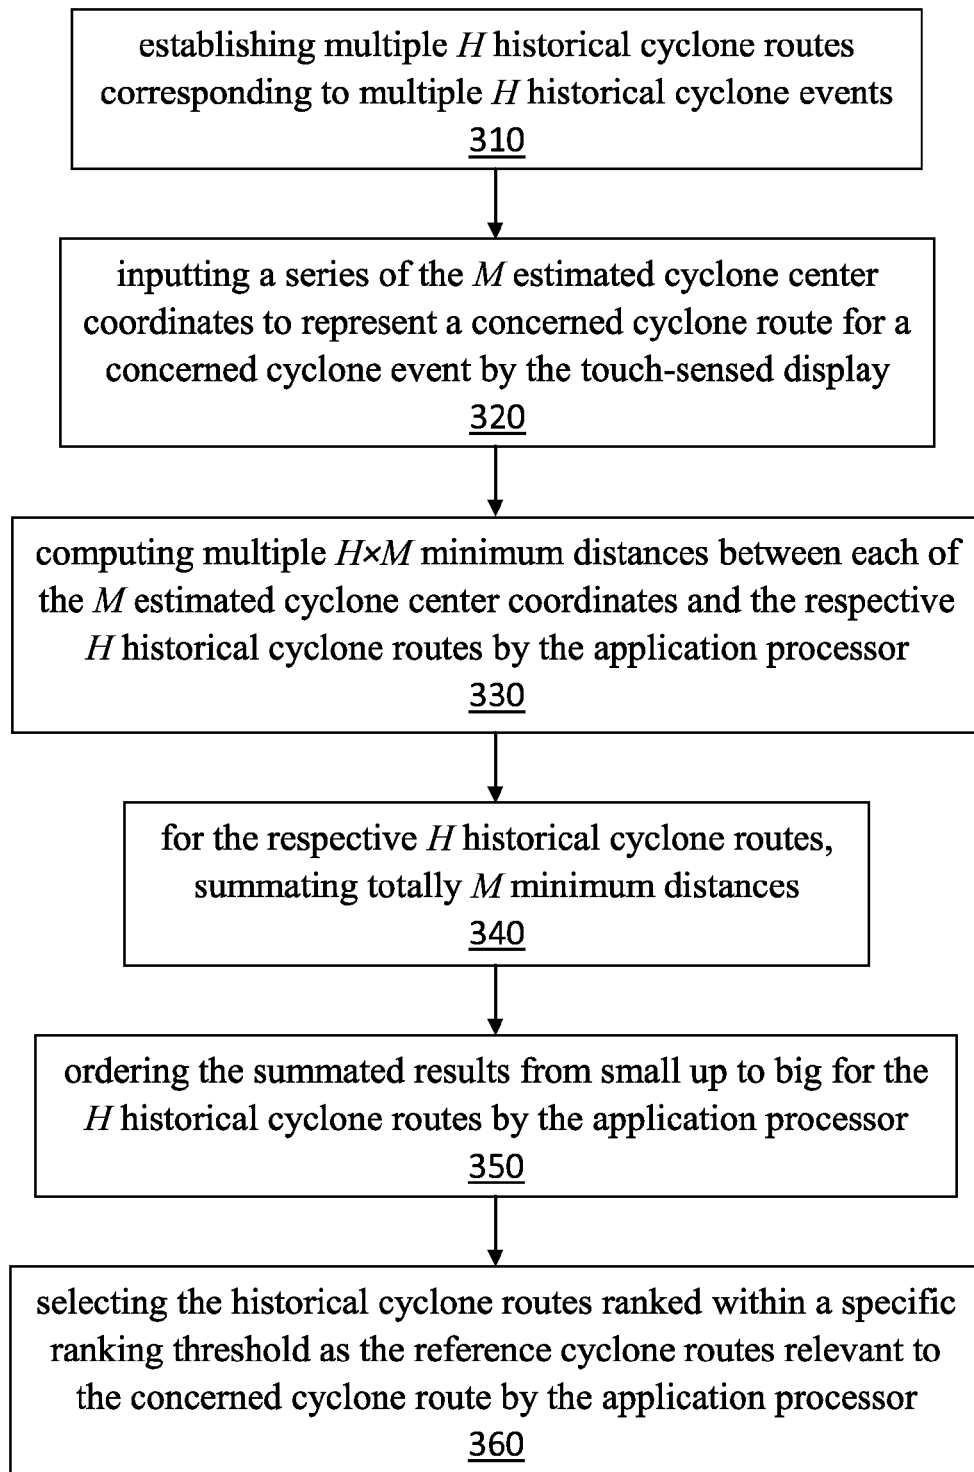 establishing multiple H historical cyclone routes
corresponding to multiple H historical cyclone events
310
inputting a series of the M estimated cyclone center
coordinates to represent a concerned cyclone route for a
concerned cyclone event by the touch-sensed display
320
computing multiple H×M minimum distances between each of
the M estimated cyclone center coordinates and the respective
H historical cyclone routes by the application processor
330
for the respective H historical cyclone routes,
summating totally M minimum distances
340
ordering the summated results from small up to big for the
H historical cyclone routes by the application processor
350
selecting the historical cyclone routes ranked within a specific
ranking threshold as the reference cyclone routes relevant to
the concerned cyclone route by the application processor
360